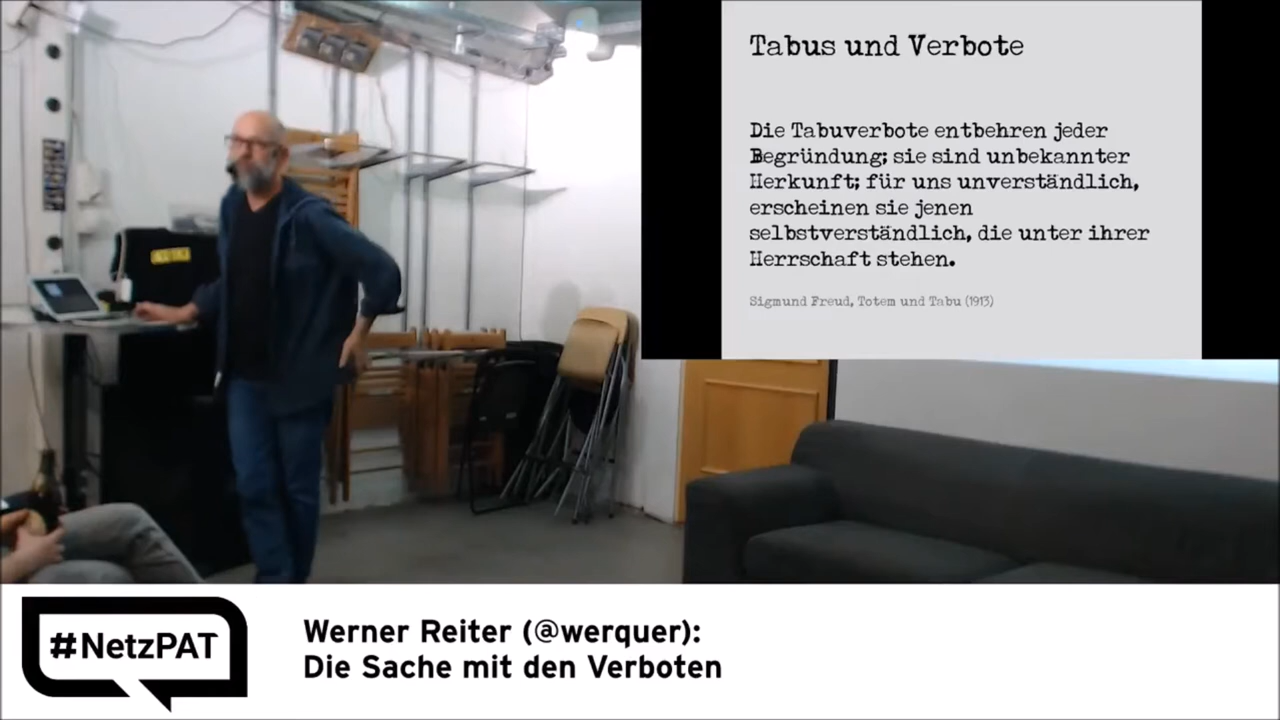 Tabus und Verbote
Die Tabuverbote entbehren jeder
Begründung; sie sind unbekannter
Herkunft; für uns unverständlich,
erscheinen sie jenen
selbstverständlich, die unter ihrer
Herrschaft stehen.
Sigmund Freud, Totem und Tabu (1913)
#NetzPAT
Werner Reiter (@werquer):
Die Sache mit den Verboten